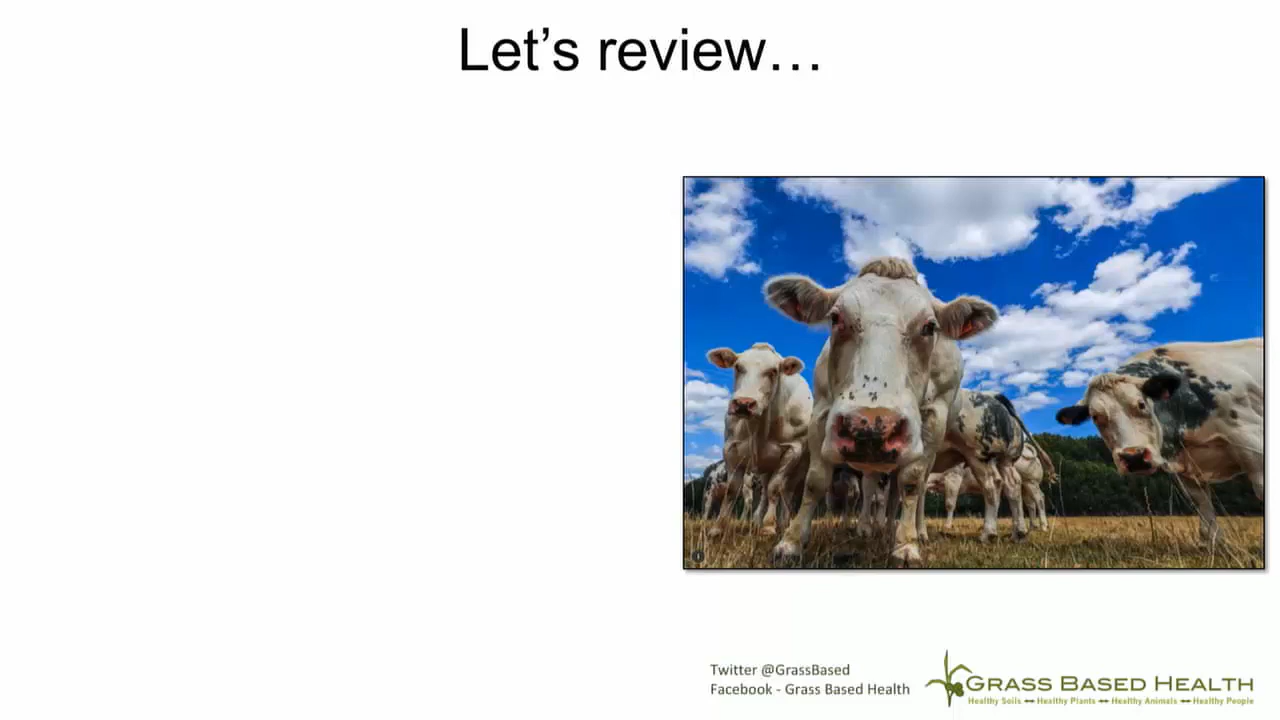 Let's review…
Twitter @GrassBased
Facebook - Grass Based Health
GRASS BASED HEALTH
Healthy Soils ↔ Healthy Plants ↔ Healthy Animals ↔ Healthy People